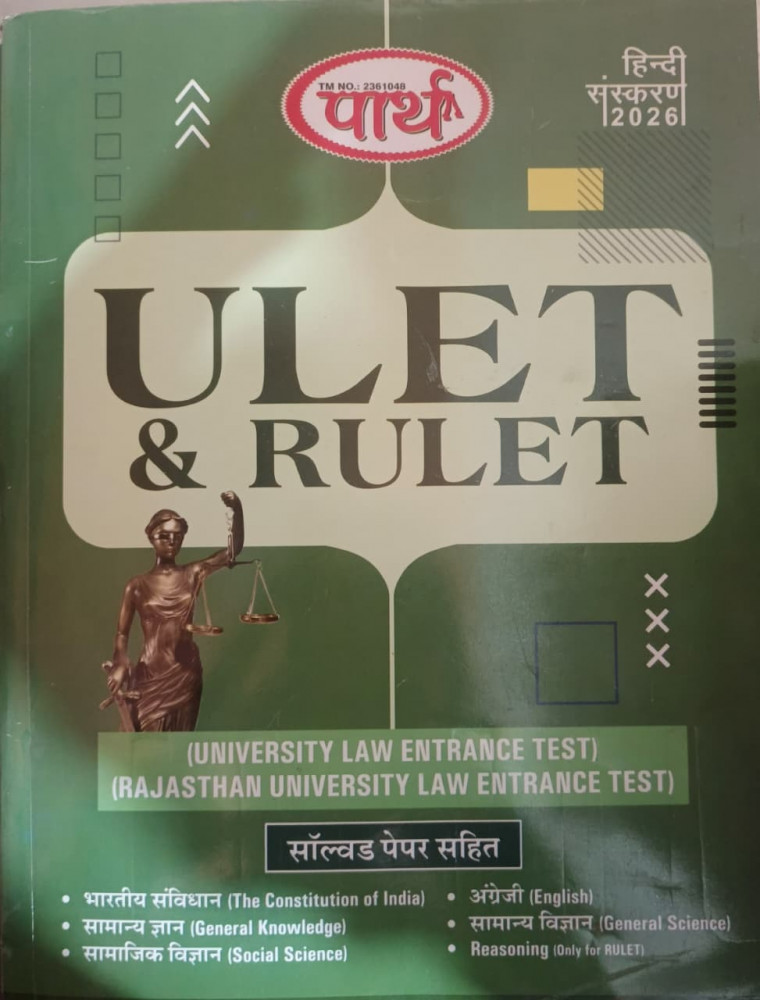 TM NO.: 2361048
पार्थ
हिन्दी
संस्करण
2026
ULET
& RULET
(UNIVERSITY LAW ENTRANCE TEST)
(RAJASTHAN UNIVERSITY LAW ENTRANCE TEST)
सॉल्वड पेपर सहित
• भारतीय संविधान (The Constitution of India)
• सामान्य ज्ञान (General Knowledge)
• सामाजिक विज्ञान (Social Science)
• अंग्रेजी (English)
• सामान्य विज्ञान (General Science)
• Reasoning (Only for RULET)